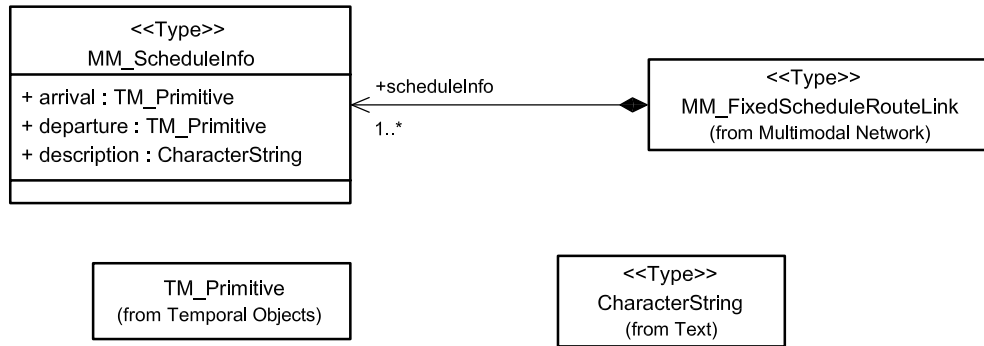 <<Type>>
MM_ScheduleInfo
+ arrival : TM_Primitive
+ departure : TM_Primitive
+ description : CharacterString
+scheduleInfo
1..*
<<Type>>
MM_FixedScheduleRouteLink
(from Multimodal Network)
TM_Primitive
(from Temporal Objects)
<<Type>>
CharacterString
(from Text)